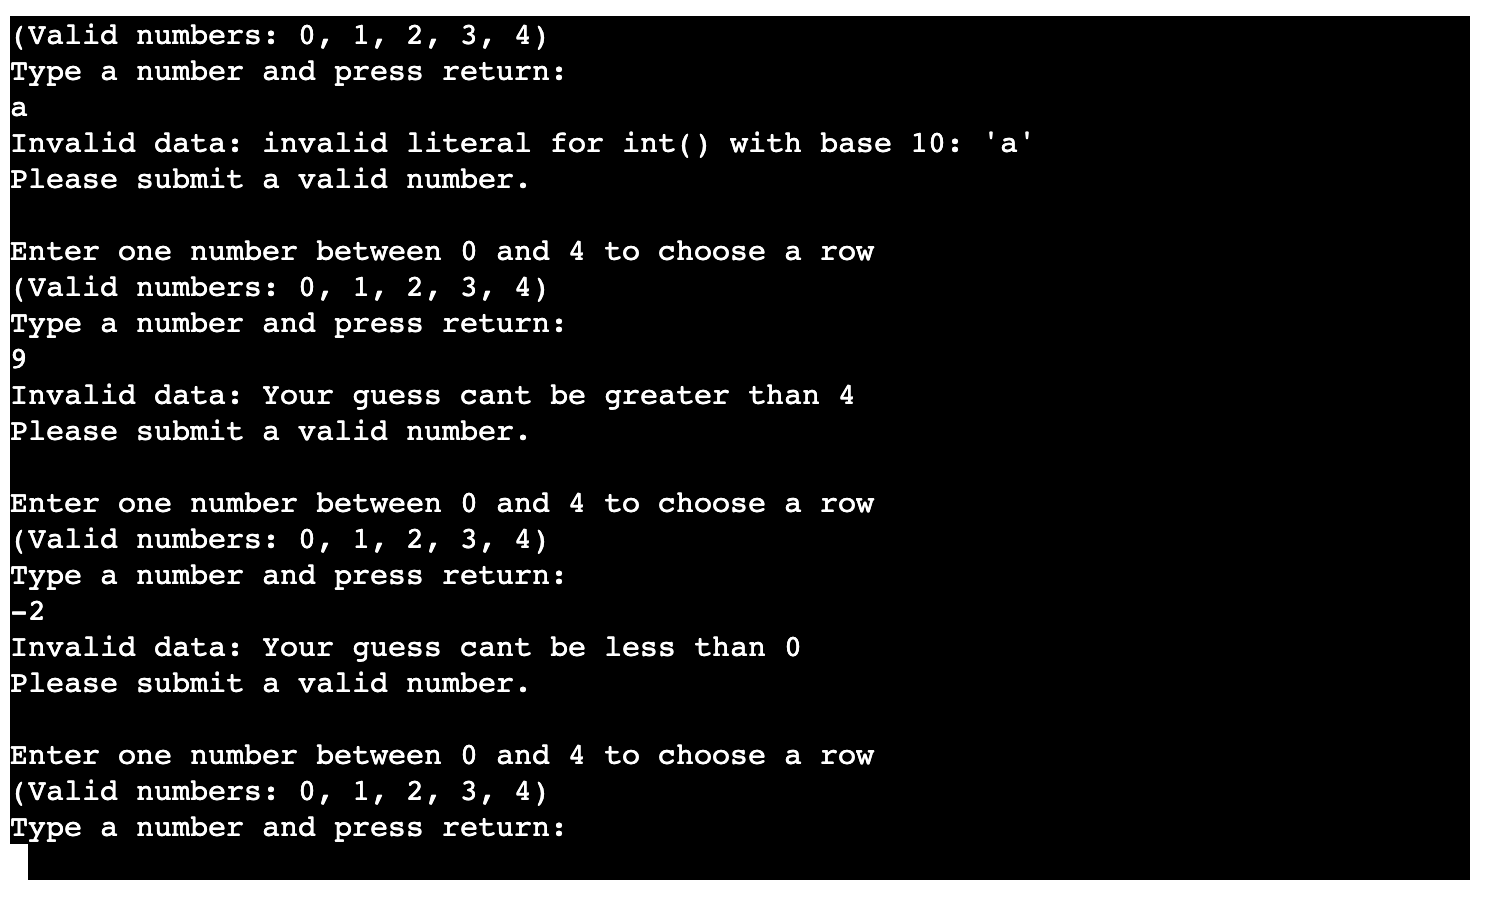 (Valid numbers: 0, 1, 2, 3, 4)
Type a number and press return:
a
Invalid data: invalid literal for int() with base 10: 'a'
Please submit a valid number.
Enter one number between 0 and 4 to choose a row
(Valid numbers: 0, 1, 2, 3, 4)
Type a number and press return:
9
Invalid data: Your guess cant be greater than 4
Please submit a valid number.
Enter one number between 0 and 4 to choose a row
(Valid numbers: 0, 1, 2, 3, 4)
Type a number and press return:
-2
Invalid data: Your guess cant be less than 0
Please submit a valid number.
Enter one number between 0 and 4 to choose a row
(Valid numbers: 0, 1, 2, 3, 4)
Type a number and press return: